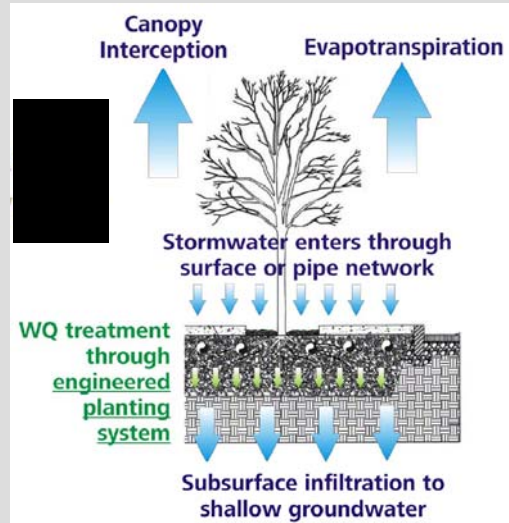 Canopy
Interception
Evapotranspiration
Stormwater enters through
surface or pipe network
WQ treatment
through
engineered
planting
system
Subsurface infiltration to
shallow groundwater